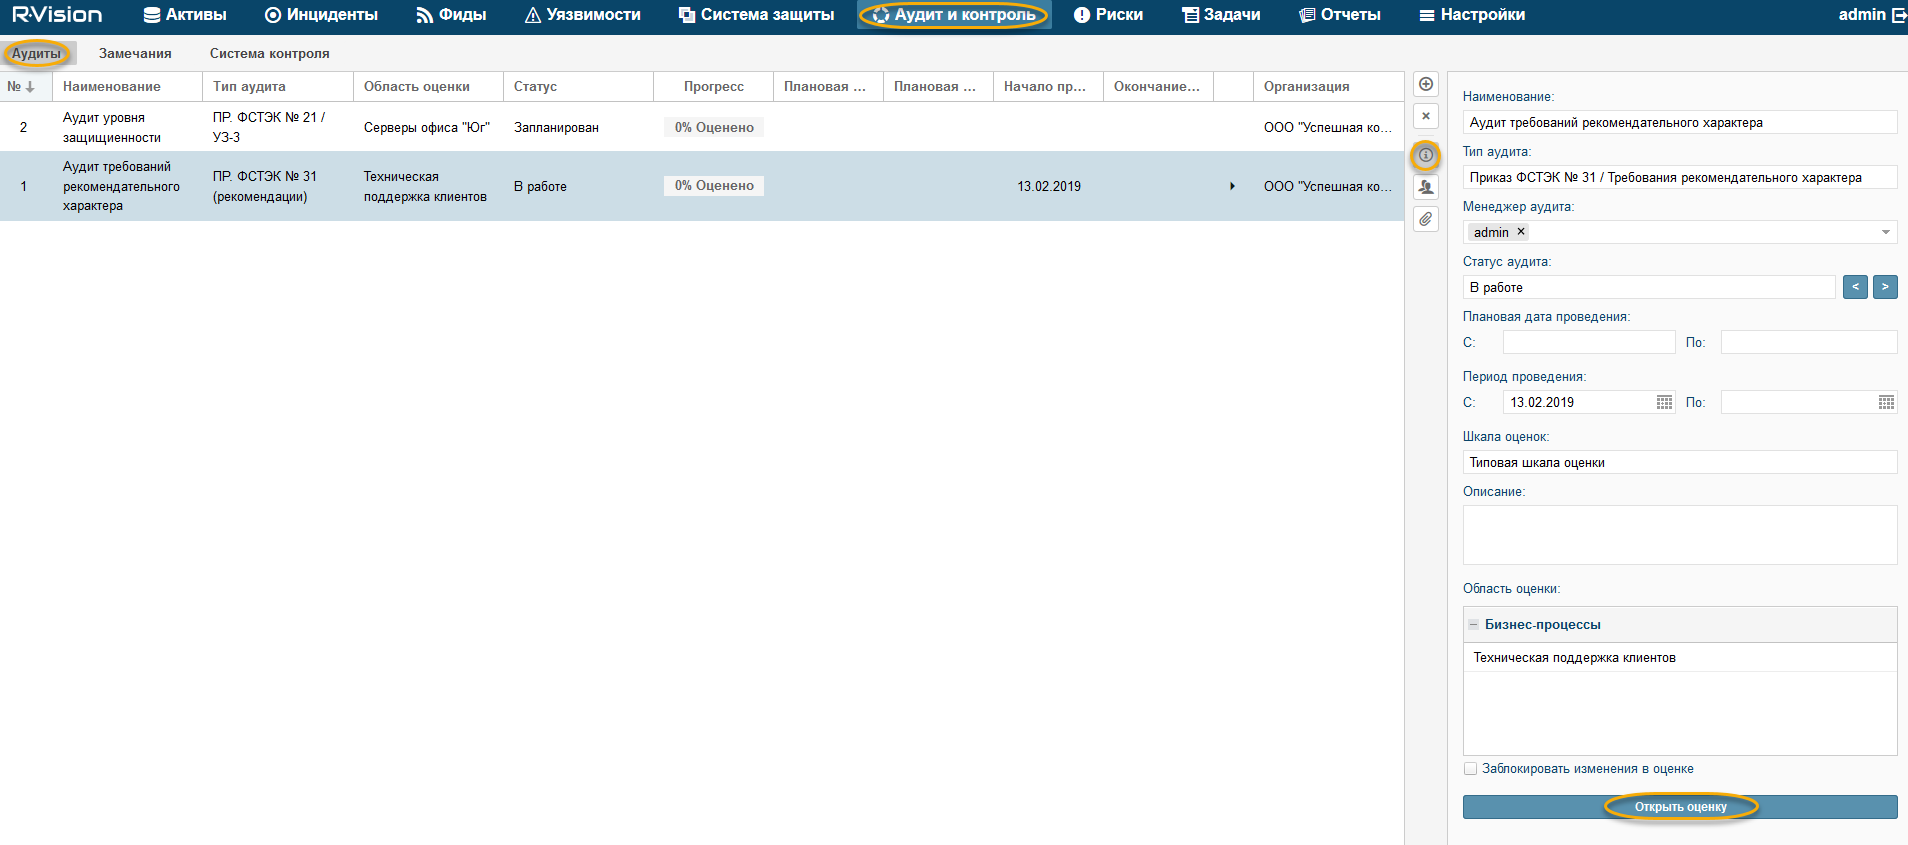 R-Vision Активы Инциденты Фиды Уязвимости Система защиты Аудит и контроль Риски Задачи Отчеты Настройки admin
Аудиты Замечания Система контроля
№ Наименование Тип аудита Область оценки Статус Прогресс Плановая ... Плановая ... Начало пр... Окончание... Организация
2 Аудит уровня защищиенности ПР. ФСТЭК № 21 / УЗ-3 Серверы офиса "Юг" Запланирован 0% Оценено ООО "Успешная ко...
1 Аудит требований рекомендательного характера ПР. ФСТЭК № 31 (рекомендации) Техническая поддержка клиентов В работе 0% Оценено 13.02.2019 ООО "Успешная ко...
Наименование:
Аудит требований рекомендательного характера
Тип аудита:
Приказ ФСТЭК № 31 / Требования рекомендательного характера
Менеджер аудита:
admin ×
Статус аудита:
В работе < >
Плановая дата проведения:
С: По:
Период проведения:
С: 13.02.2019 По:
Шкала оценок:
Типовая шкала оценки
Описание:
Область оценки:
Бизнес-процессы
Техническая поддержка клиентов
Заблокировать изменения в оценке
Открыть оценку